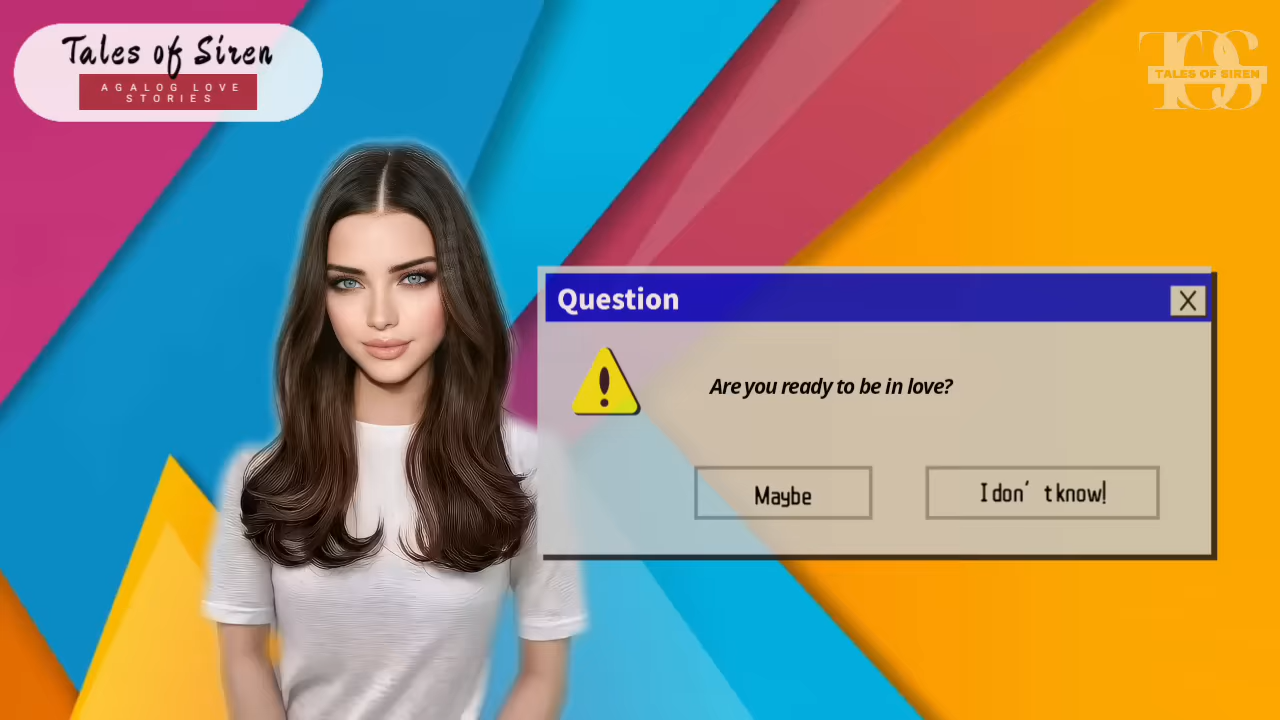 Tales of Siren
AGALOG LOVE
STORIES
TOS
TALES OF SIREN
Question
X
Are you ready to be in love?
Maybe
I don't know!